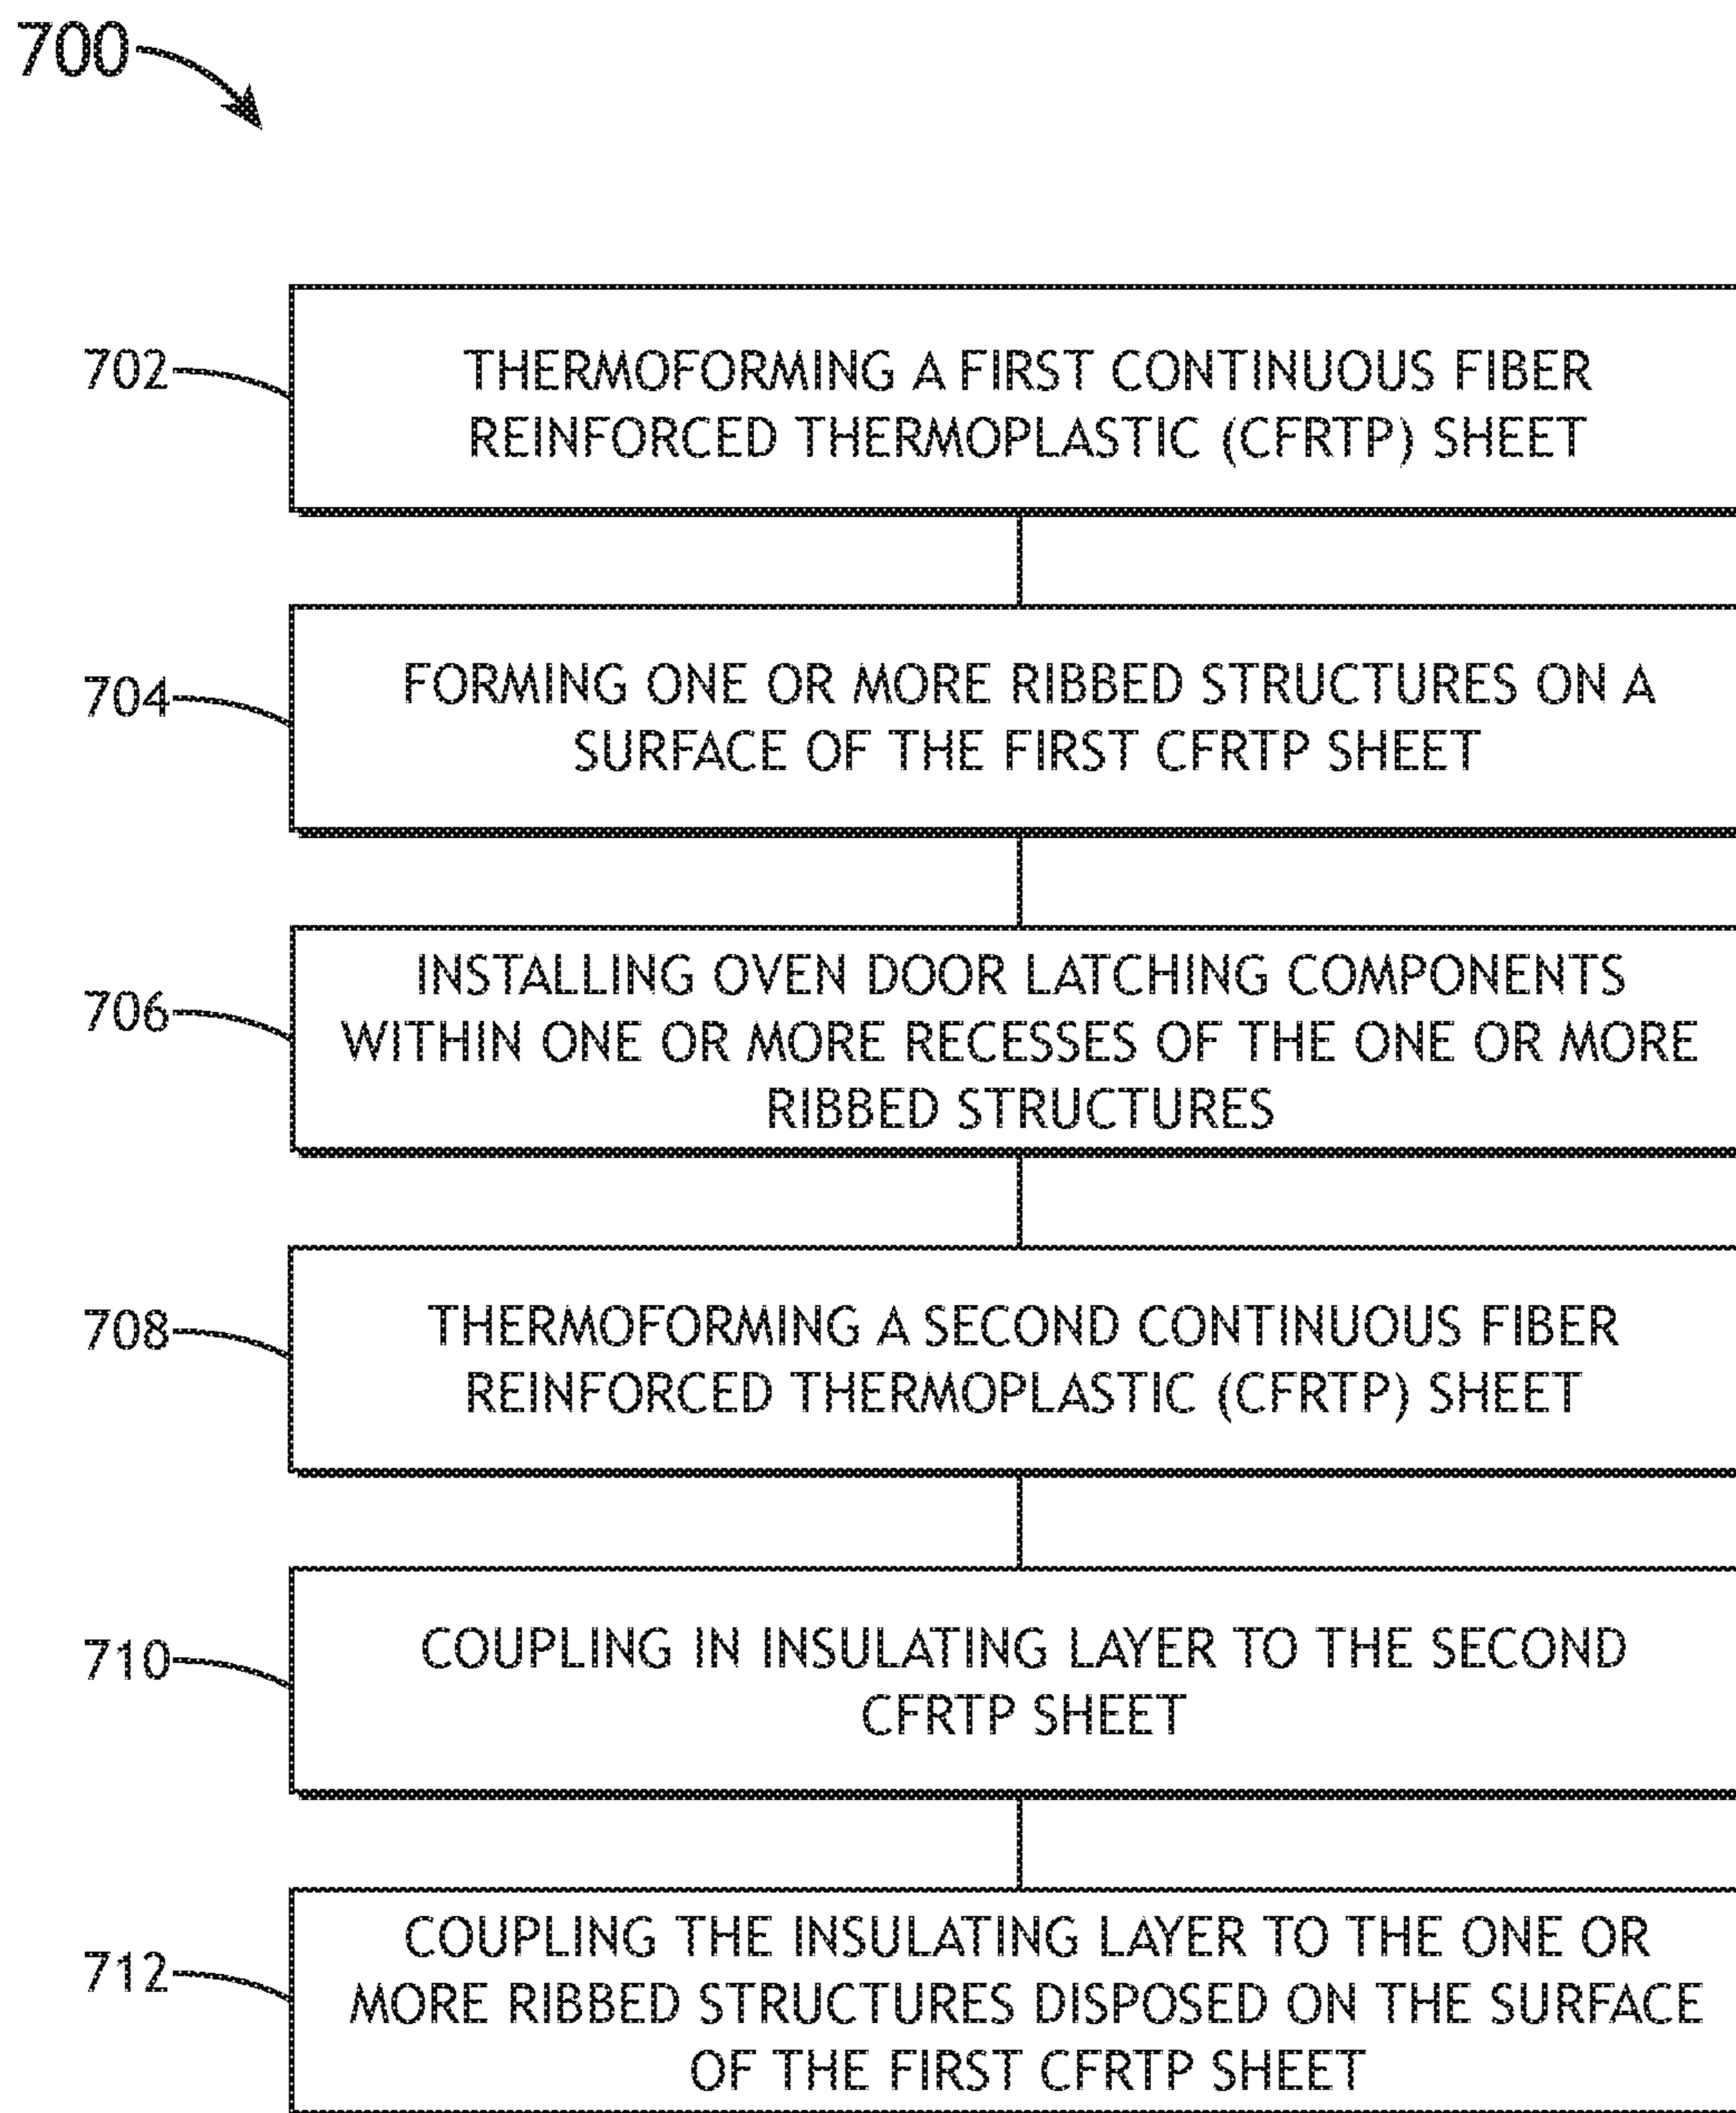 700
702
THERMOFORMING A FIRST CONTINUOUS FIBER
REINFORCED THERMOPLASTIC (CFRTP) SHEET
704
FORMING ONE OR MORE RIBBED STRUCTURES ON A
SURFACE OF THE FIRST CFRTP SHEET
706
INSTALLING OVEN DOOR LATCHING COMPONENTS
WITHIN ONE OR MORE RECESSES OF THE ONE OR MORE
RIBBED STRUCTURES
708
THERMOFORMING A SECOND CONTINUOUS FIBER
REINFORCED THERMOPLASTIC (CFRTP) SHEET
710
COUPLING IN INSULATING LAYER TO THE SECOND
CFRTP SHEET
712
COUPLING THE INSULATING LAYER TO THE ONE OR
MORE RIBBED STRUCTURES DISPOSED ON THE SURFACE
OF THE FIRST CFRTP SHEET